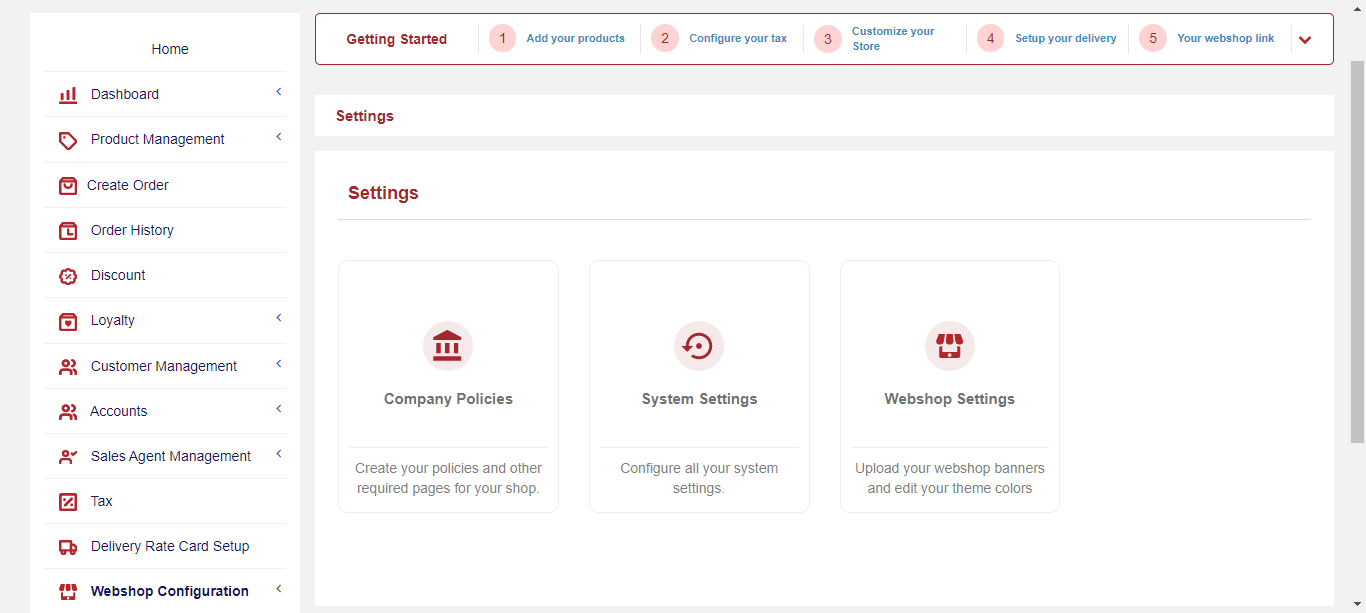 Home
Dashboard
Product Management
Create Order
Order History
Discount
Loyalty
Customer Management
Accounts
Sales Agent Management
Tax
Delivery Rate Card Setup
Webshop Configuration
Getting Started
1 Add your products
2 Configure your tax
3 Customize your
Store
4 Setup your delivery
5 Your webshop link
Settings
Settings
Company Policies
Create your policies and other
required pages for your shop.
System Settings
Configure all your system
settings.
Webshop Settings
Upload your webshop banners
and edit your theme colors